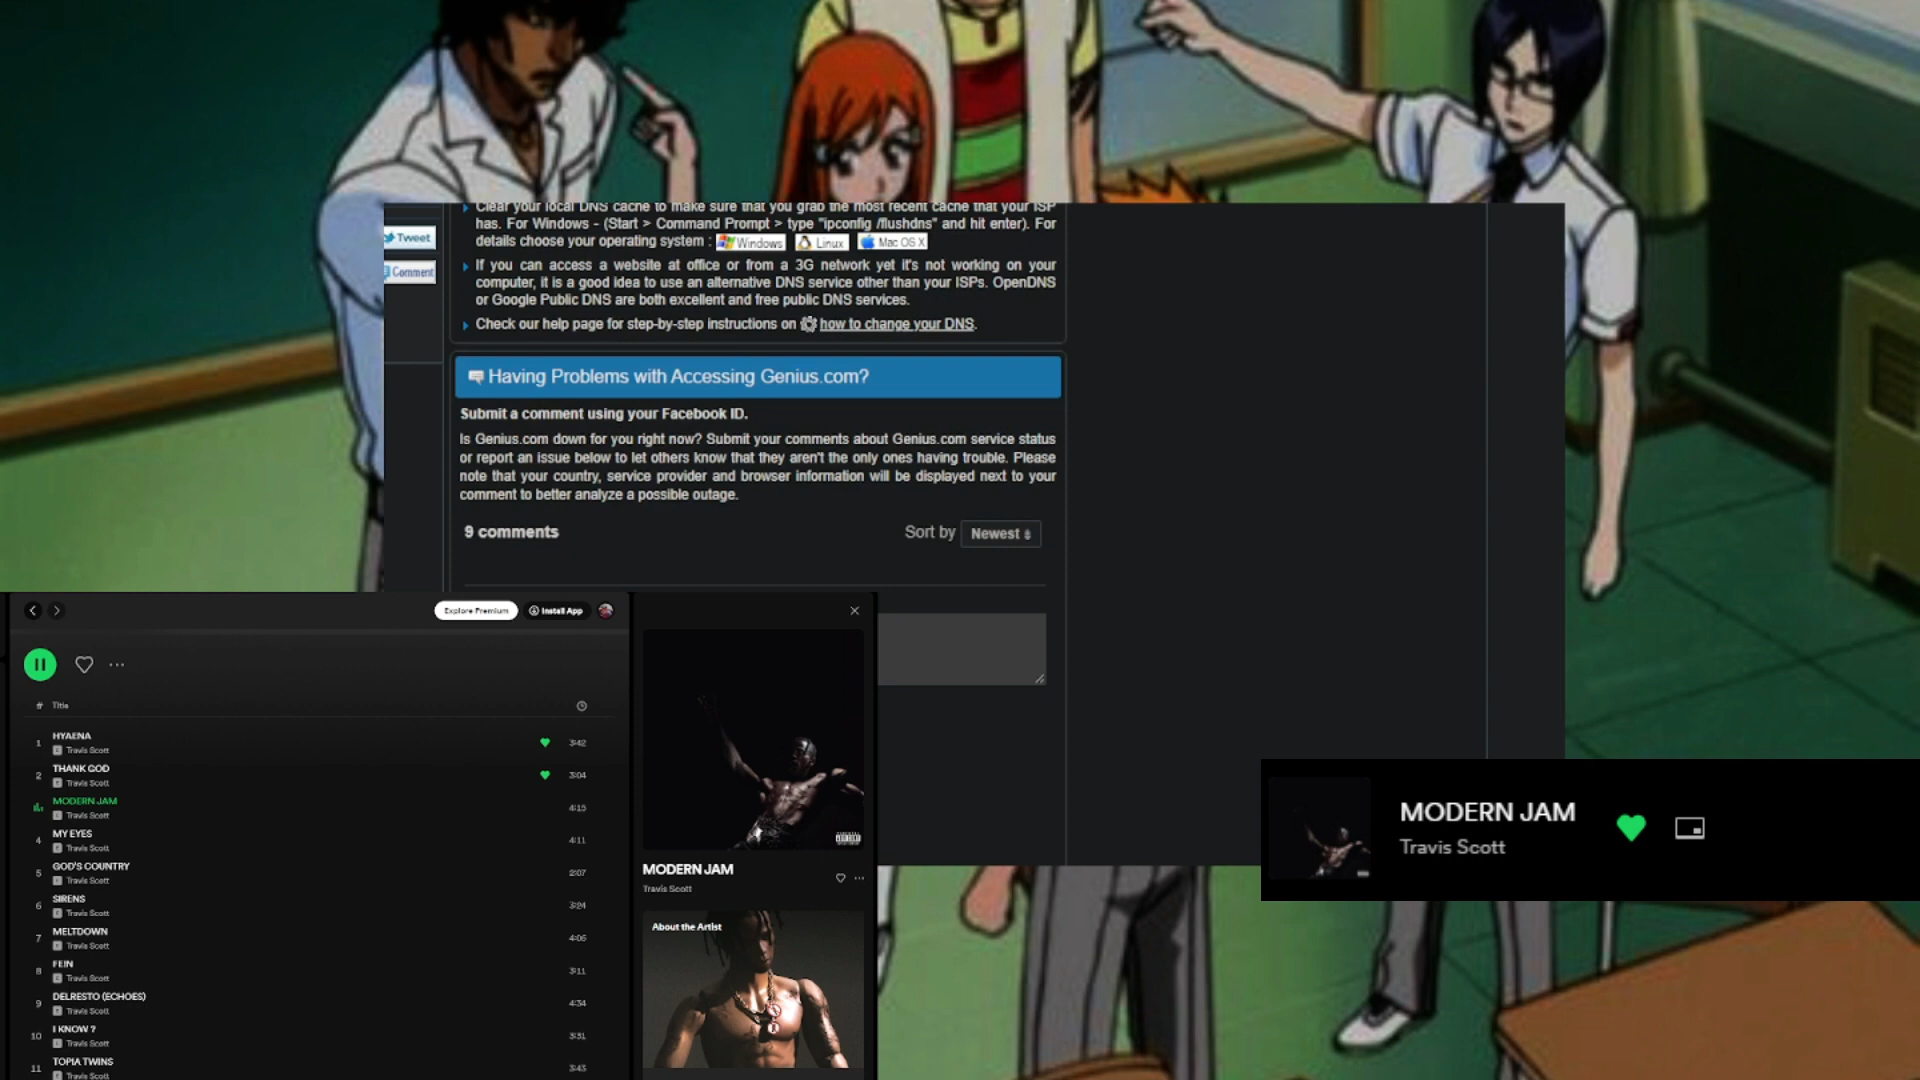 Clear your local DNS cache to make sure that you grab the most recent cache that your ISP
has. For Windows - (Start > Command Prompt > type "ipconfig /flushdns" and hit enter). For
details choose your operating system : Windows Linux Mac OS X
Tweet
Comment
If you can access a website at office or from a 3G network yet it's not working on your
computer, it is a good idea to use an alternative DNS service other than your ISPs. OpenDNS
or Google Public DNS are both excellent and free public DNS services.
Check our help page for step-by-step instructions on how to change your DNS.
Having Problems with Accessing Genius.com?
Submit a comment using your Facebook ID.
Is Genius.com down for you right now? Submit your comments about Genius.com service status
or report an issue below to let others know that they aren't the only ones having trouble. Please
note that your country, service provider and browser information will be displayed next to your
comment to better analyze a possible outage.
9 comments
Sort by Newest
Explore Premium
Install App
# Title
1 HYAENA 3:42
E Travis Scott
2 THANK GOD 3:04
E Travis Scott
MODERN JAM 4:15
E Travis Scott
4 MY EYES 4:11
E Travis Scott
5 GOD'S COUNTRY 2:07
E Travis Scott
6 SIRENS 3:24
E Travis Scott
7 MELTDOWN 4:06
E Travis Scott
8 FEIN 3:11
E Travis Scott
9 DELRESTO (ECHOES) 4:34
E Travis Scott
10 I KNOW ? 3:31
E Travis Scott
11 TOPIA TWINS 3:43
E Travis Scott
MODERN JAM
Travis Scott
About the Artist
MODERN JAM
Travis Scott